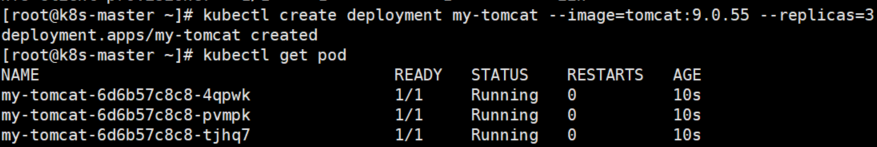 [root@k8s-master ~]# kubectl create deployment my-tomcat --image=tomcat:9.0.55 --replicas=3
deployment.apps/my-tomcat created
[root@k8s-master ~]# kubectl get pod
NAME READY STATUS RESTARTS AGE
my-tomcat-6d6b57c8c8-4qpwk 1/1 Running 0 10s
my-tomcat-6d6b57c8c8-pvmpk 1/1 Running 0 10s
my-tomcat-6d6b57c8c8-tjhq7 1/1 Running 0 10s